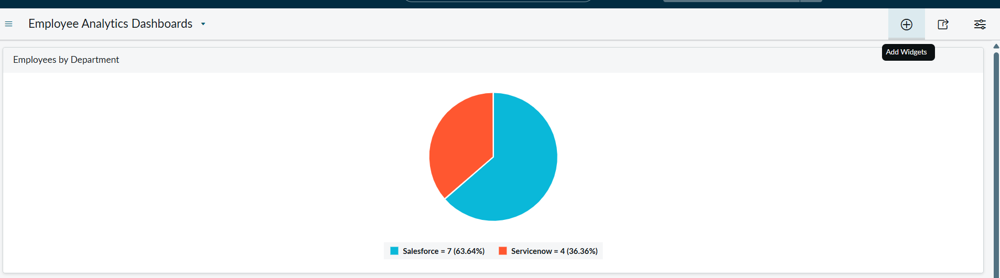 Employee Analytics Dashboards
Add Widgets
Employees by Department
Salesforce = 7 (63.64%) Servicenow = 4 (36.36%)